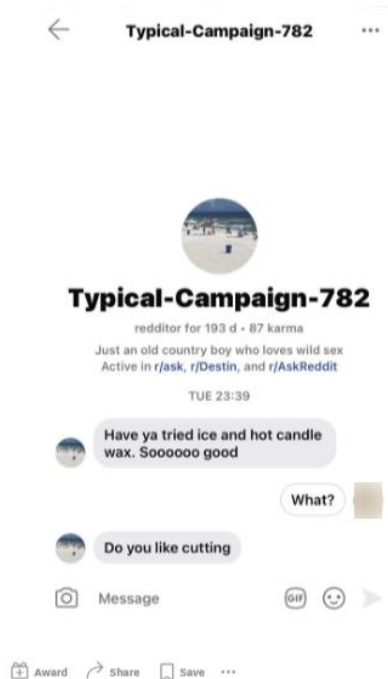 Typical-Campaign-782
Typical-Campaign-782
redditor for 193 d • 87 karma
Just an old country boy who loves wild sex
Active in r/ask, r/Destin, and r/AskReddit
TUE 23:39
Have ya tried ice and hot candle
wax. Soooooo good
What?
Do you like cutting
Message
GIF
Award Share Save